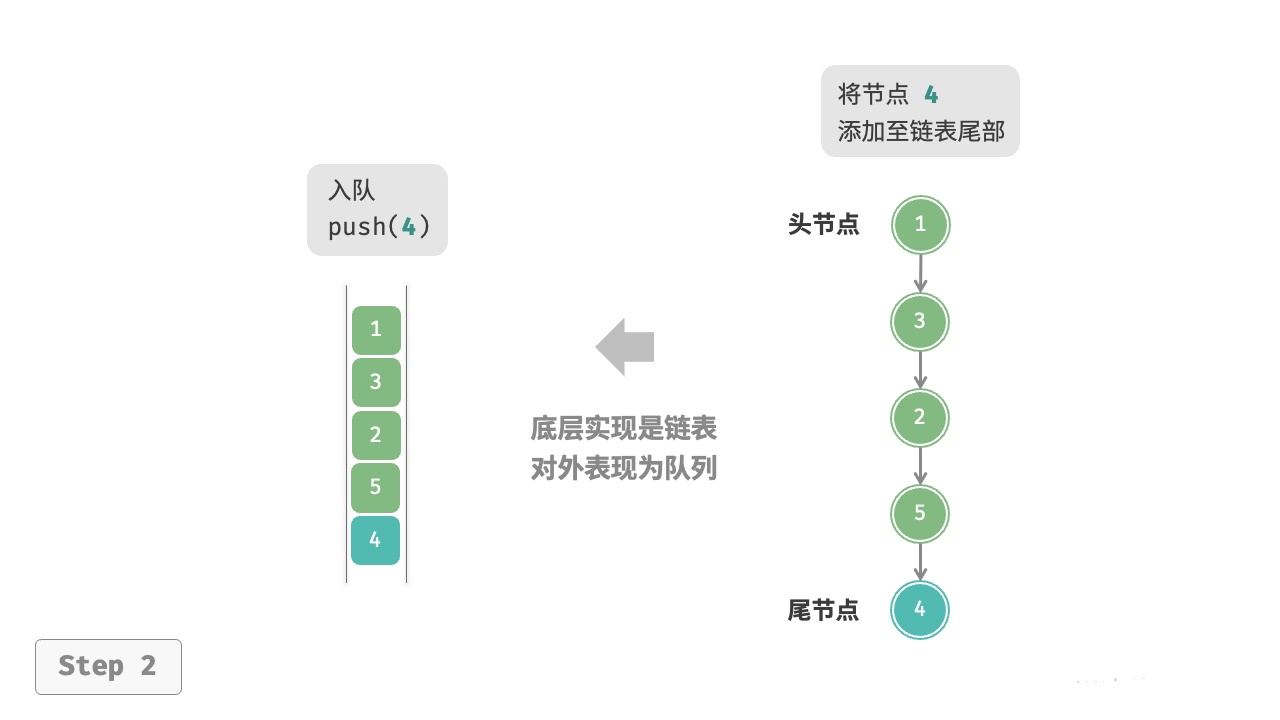 将节点 4
添加至链表尾部
入队
push(4)
头节点
1
3
2
5
4
尾节点
1
3
2
5
4
底层实现是链表
对外表现为队列
Step 2